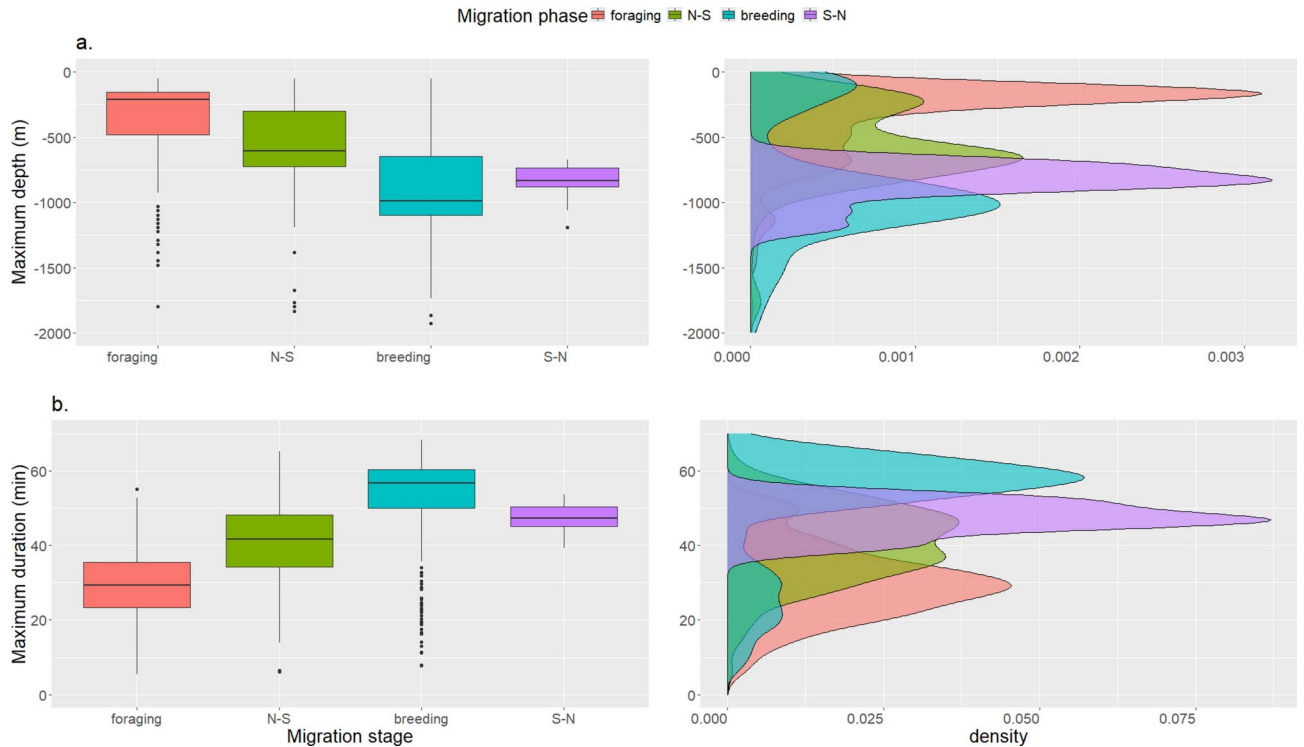 Migration phase foraging N-S breeding S-N
a.
Maximum depth (m)
0
-500
-1000
-1500
-2000
foraging N-S breeding S-N
0
-500
-1000
-1500
-2000
0.000 0.001 0.002 0.003
b.
Maximum duration (min)
60
40
20
0
foraging N-S breeding S-N
Migration stage
60
40
20
0
0.000 0.025 0.050 0.075
density